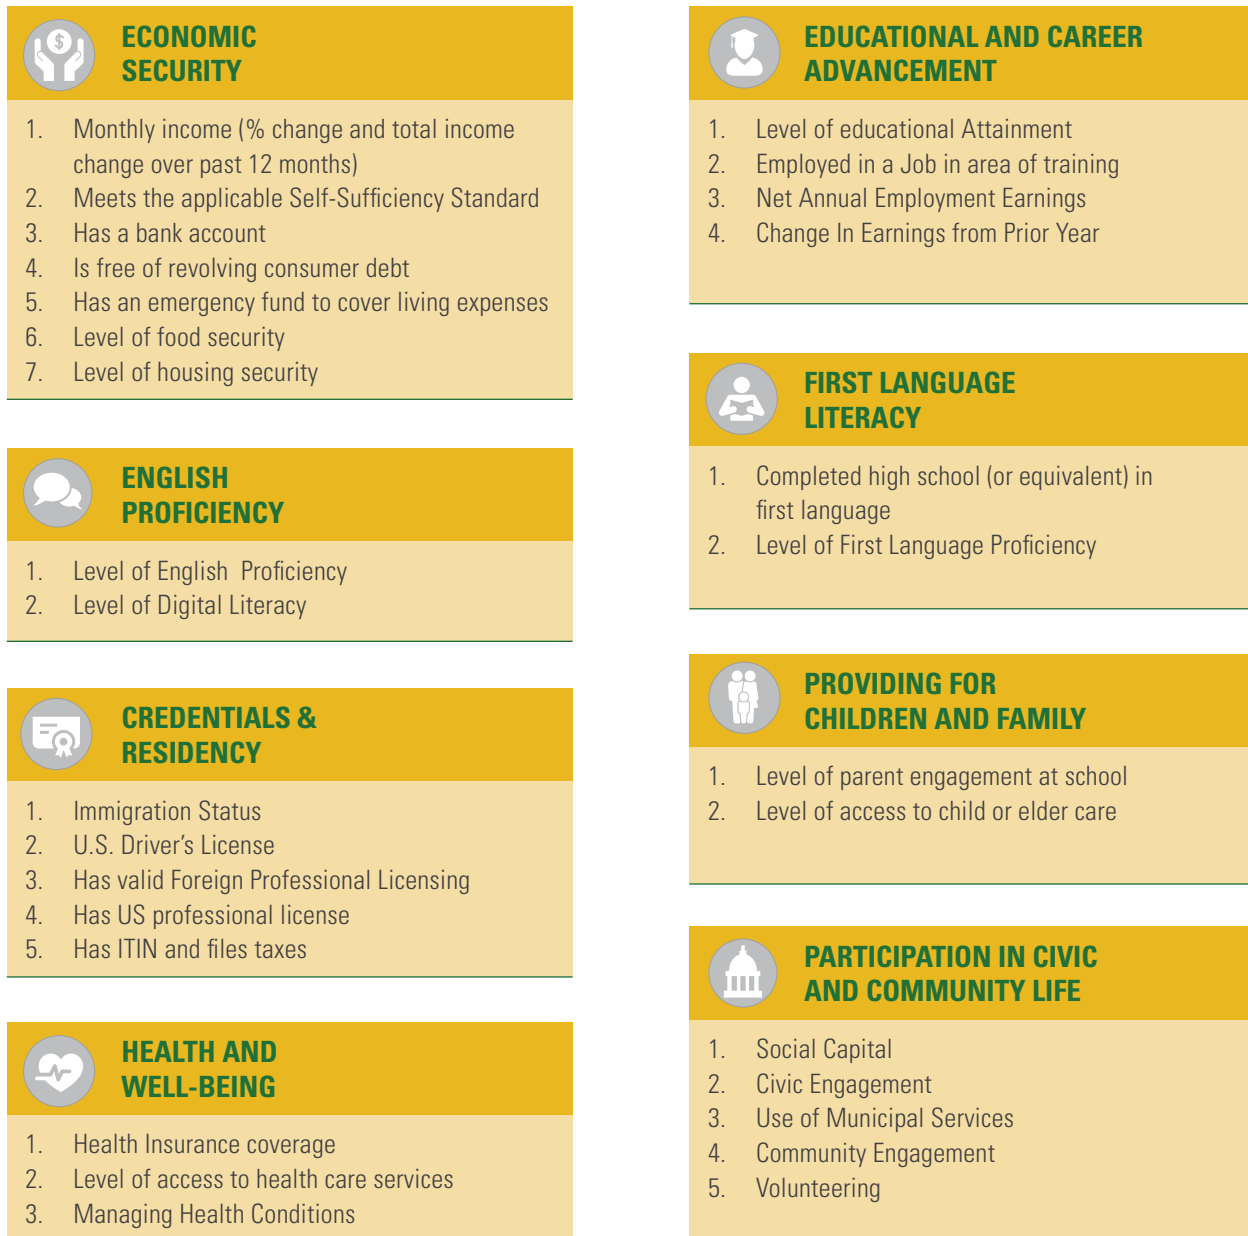 ECONOMIC
SECURITY
1. Monthly income (% change and total income
change over past 12 months)
2. Meets the applicable Self-Sufficiency Standard
3. Has a bank account
4. Is free of revolving consumer debt
5. Has an emergency fund to cover living expenses
6. Level of food security
7. Level of housing security
ENGLISH
PROFICIENCY
1. Level of English Proficiency
2. Level of Digital Literacy
CREDENTIALS &
RESIDENCY
1. Immigration Status
2. U.S. Driver's License
3. Has valid Foreign Professional Licensing
4. Has US professional license
5. Has ITIN and files taxes
HEALTH AND
WELL-BEING
1. Health Insurance coverage
2. Level of access to health care services
3. Managing Health Conditions
EDUCATIONAL AND CAREER
ADVANCEMENT
1. Level of educational Attainment
2. Employed in a Job in area of training
3. Net Annual Employment Earnings
4. Change In Earnings from Prior Year
FIRST LANGUAGE
LITERACY
1. Completed high school (or equivalent) in
first language
2. Level of First Language Proficiency
PROVIDING FOR
CHILDREN AND FAMILY
1. Level of parent engagement at school
2. Level of access to child or elder care
PARTICIPATION IN CIVIC
AND COMMUNITY LIFE
1. Social Capital
2. Civic Engagement
3. Use of Municipal Services
4. Community Engagement
5. Volunteering